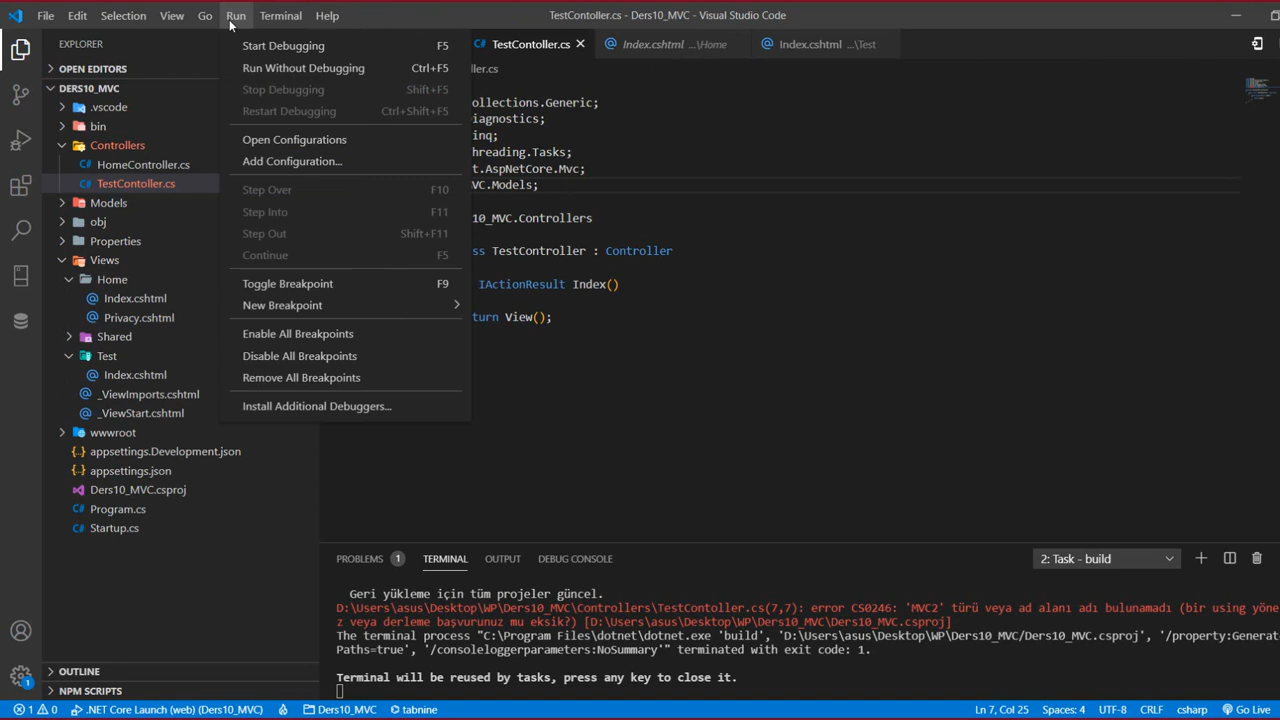 File Edit Selection View Go Run Terminal Help TestContoller.cs - Ders10_MVC - Visual Studio Code
EXPLORER
OPEN EDITORS
DERS10_MVC
.vscode
bin
Controllers
HomeController.cs
TestContoller.cs
Models
obj
Properties
Views
Home
Index.cshtml
Privacy.cshtml
Shared
Test
Index.cshtml
_ViewImports.cshtml
_ViewStart.cshtml
wwwroot
appsettings.Development.json
appsettings.json
Ders10_MVC.csproj
Program.cs
Startup.cs
OUTLINE
NPM SCRIPTS
Start Debugging F5
Run Without Debugging Ctrl+F5
Stop Debugging Shift+F5
Restart Debugging Ctrl+Shift+F5
Open Configurations
Add Configuration...
Step Over F10
Step Into F11
Step Out Shift+F11
Continue F5
Toggle Breakpoint F9
New Breakpoint
Enable All Breakpoints
Disable All Breakpoints
Remove All Breakpoints
Install Additional Debuggers...
TestContoller.cs Index.cshtml ...\Home Index.cshtml ...\Test
ler.cs
ollections.Generic;
iagnostics;
inq;
hreading.Tasks;
t.AspNetCore.Mvc;
VC.Models;
10_MVC.Controllers
ss TestController : Controller
IActionResult Index()
turn View();
PROBLEMS 1 TERMINAL OUTPUT DEBUG CONSOLE 2: Task - build
Geri yükleme için tüm projeler güncel.
D:\Users\asus\Desktop\WP\Ders10_MVC\Controllers\TestContoller.cs(7,7): error CS0246: 'MVC2' türü veya ad alanı adı bulunamadı (bir using yöne
z veya derleme başvurunuz mu eksik?) [D:\Users\asus\Desktop\WP\Ders10_MVC\Ders10_MVC.csproj]
The terminal process "C:\Program Files\dotnet\dotnet.exe 'build', 'D:\Users\asus\Desktop\WP\Ders10_MVC/Ders10_MVC.csproj', '/property:Generat
Paths=true', '/consoleloggerparameters:NoSummary'" terminated with exit code: 1.
Terminal will be reused by tasks, press any key to close it.
1 0 .NET Core Launch (web) (Ders10_MVC) Ders10_MVC tabnine Ln 7, Col 25 Spaces: 4 UTF-8 CRLF csharp Go Live
1